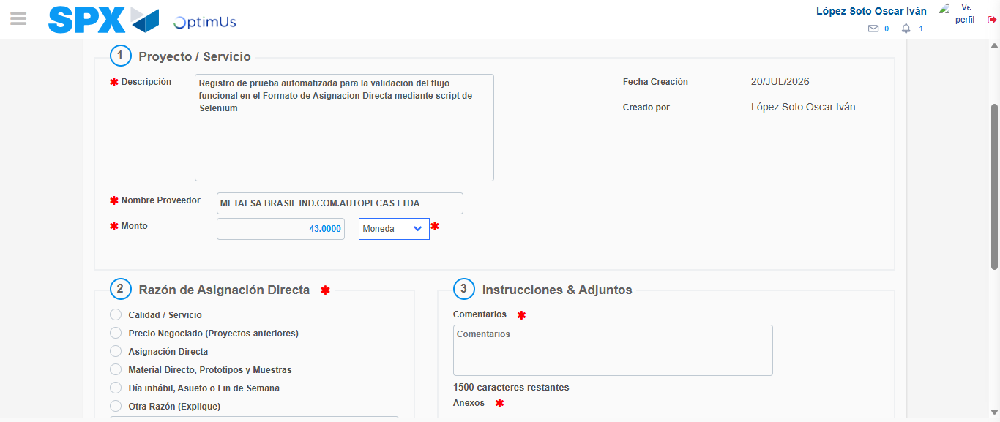 SPX OptimUs
López Soto Oscar Iván
Ve
perfil
0 1
1 Proyecto / Servicio
✱ Descripción
Registro de prueba automatizada para la validacion del flujo
funcional en el Formato de Asignacion Directa mediante script de
Selenium
Fecha Creación 20/JUL/2026
Creado por López Soto Oscar Iván
✱ Nombre Proveedor METALSA BRASIL IND.COM.AUTOPECAS LTDA
✱ Monto 43.0000 Moneda ✱
2 Razón de Asignación Directa ✱
Calidad / Servicio
Precio Negociado (Proyectos anteriores)
Asignación Directa
Material Directo, Prototipos y Muestras
Día inhábil, Asueto o Fin de Semana
Otra Razón (Explique)
3 Instrucciones & Adjuntos
Comentarios ✱
Comentarios
1500 caracteres restantes
Anexos ✱